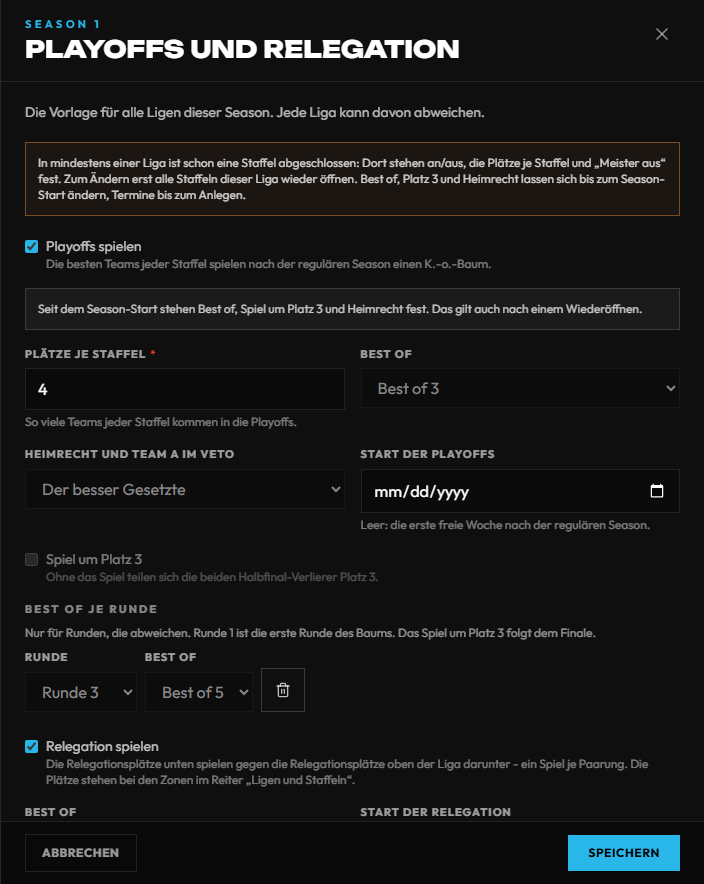 SEASON 1
PLAYOFFS UND RELEGATION
Die Vorlage für alle Ligen dieser Season. Jede Liga kann davon abweichen.
In mindestens einer Liga ist schon eine Staffel abgeschlossen: Dort stehen an/aus, die Plätze je Staffel und „Meister aus“
fest. Zum Ändern erst alle Staffeln dieser Liga wieder öffnen. Best of, Platz 3 und Heimrecht lassen sich bis zum Season-
Start ändern, Termine bis zum Anlegen.
Playoffs spielen
Die besten Teams jeder Staffel spielen nach der regulären Season einen K.-o.-Baum.
Seit dem Season-Start stehen Best of, Spiel um Platz 3 und Heimrecht fest. Das gilt auch nach einem Wiederöffnen.
PLÄTZE JE STAFFEL * BEST OF
4 Best of 3
So viele Teams jeder Staffel kommen in die Playoffs.
HEIMRECHT UND TEAM A IM VETO START DER PLAYOFFS
Der besser Gesetzte mm/dd/yyyy
Leer: die erste freie Woche nach der regulären Season.
Spiel um Platz 3
Ohne das Spiel teilen sich die beiden Halbfinal-Verlierer Platz 3.
BEST OF JE RUNDE
Nur für Runden, die abweichen. Runde 1 ist die erste Runde des Baums. Das Spiel um Platz 3 folgt dem Finale.
RUNDE BEST OF
Runde 3 Best of 5
Relegation spielen
Die Relegationsplätze unten spielen gegen die Relegationsplätze oben der Liga darunter - ein Spiel je Paarung. Die
Plätze stehen bei den Zonen im Reiter „Ligen und Staffeln“.
BEST OF START DER RELEGATION
ABBRECHEN SPEICHERN